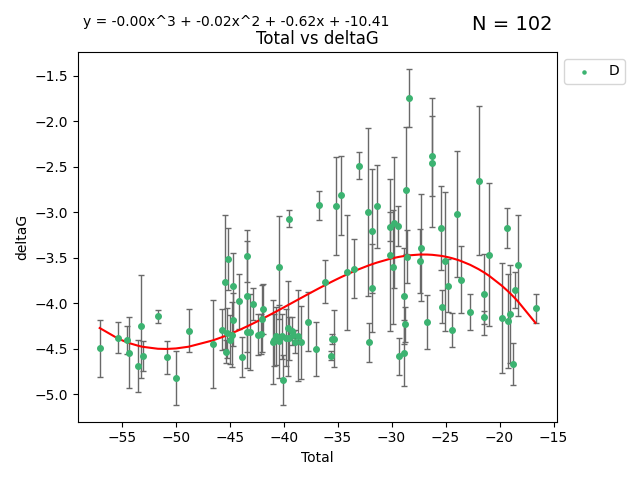 y = -0.00x^3 + -0.02x^2 + -0.62x + -10.41
N = 102
Total vs deltaG
D
−1.5
−2.0
−2.5
−3.0
−3.5
−4.0
−4.5
−5.0
deltaG
−55 −50 −45 −40 −35 −30 −25 −20 −15
Total